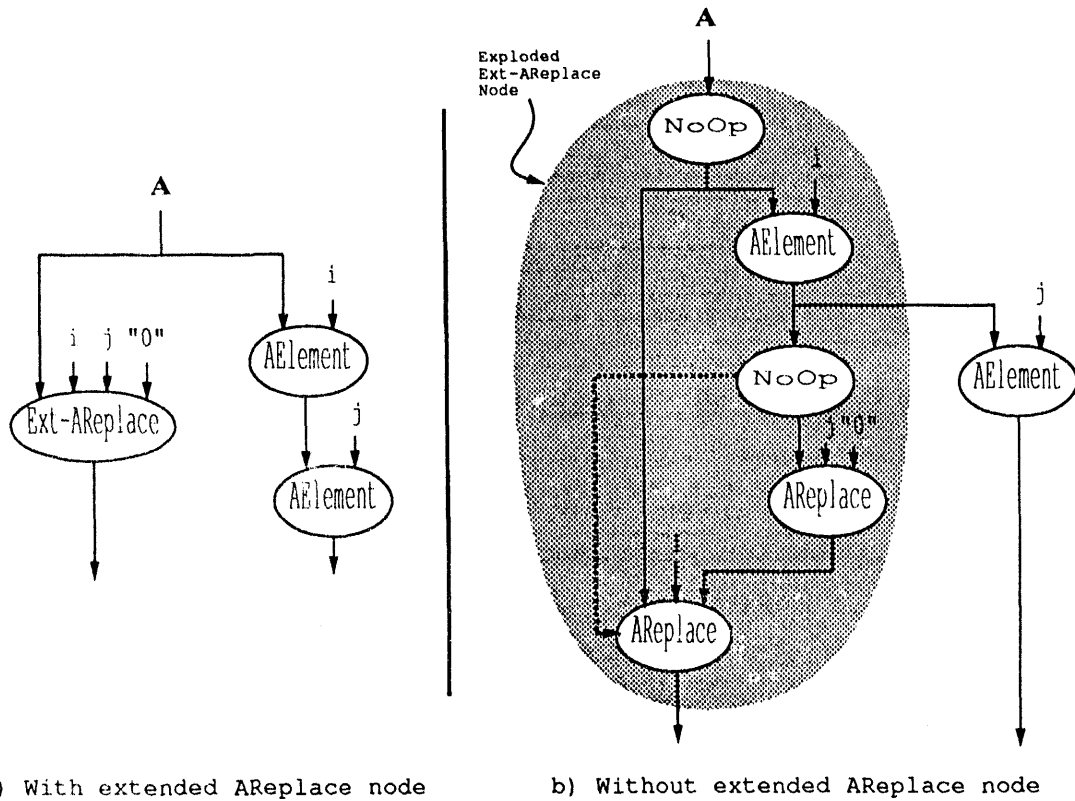 A
i
i j "0"
AElement
Ext-AReplace
j
AElement
) With extended AReplace node
A
Exploded
Ext-AReplace
Node
NoOp
i
AElement
j
NoOp
AElement
j "0"
AReplace
AReplace
b) Without extended AReplace node